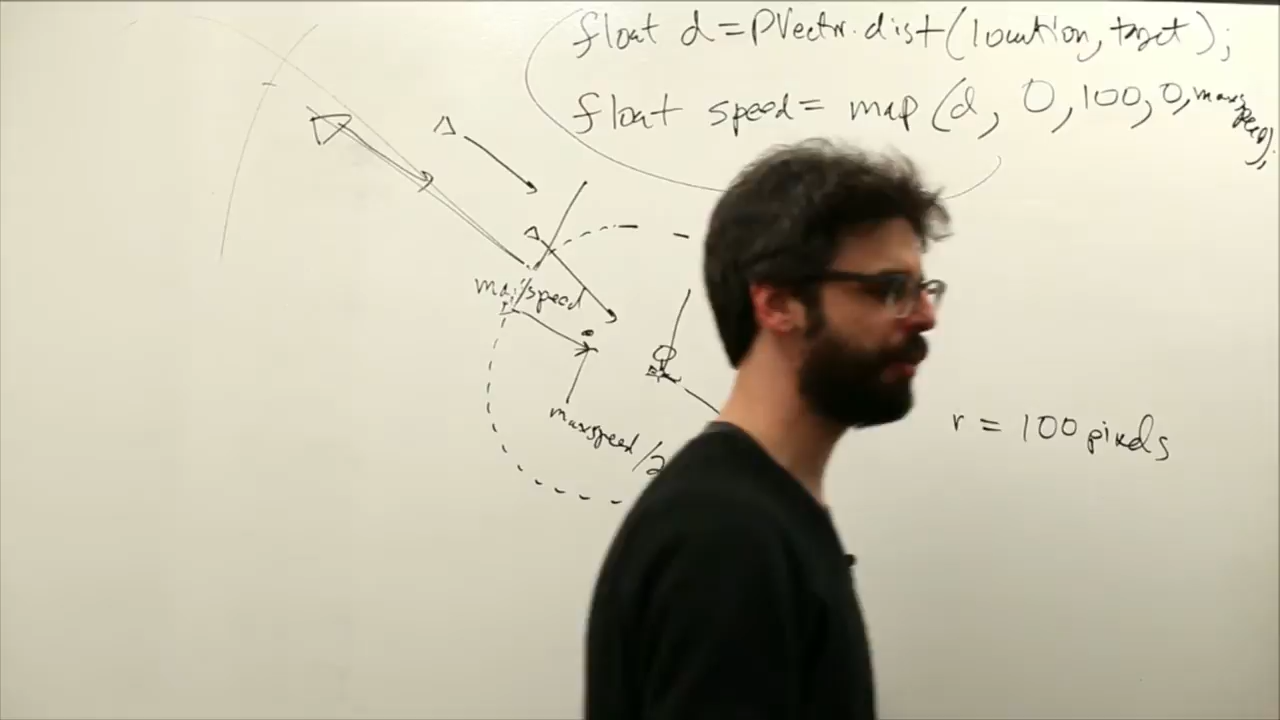 float d=PVector.dist(location, target);
float speed= map(d, 0,100,0,maxspeed);
maxspeed
maxspeed/2
r = 100 pixels